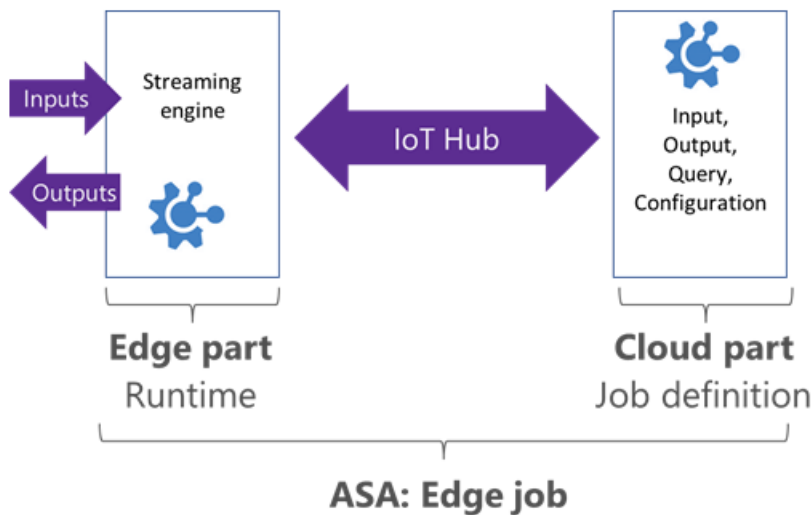 Inputs
Outputs
Streaming
engine
IoT Hub
Input,
Output,
Query,
Configuration
Edge part
Runtime
Cloud part
Job definition
ASA: Edge job